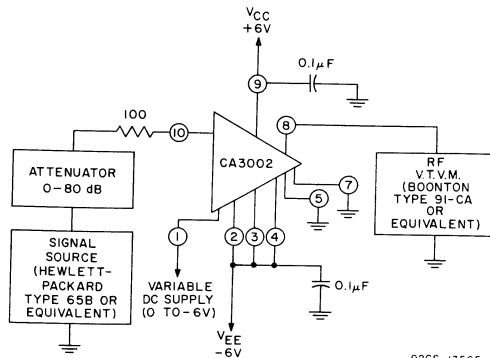 VCC
+6V
0.1µF
9
100
10
8
CA3002
ATTENUATOR
0-80 dB
RF
V.T.V.M.
(BOONTON
TYPE 91-CA
OR
EQUIVALENT)
7
5
1
2
3
4
SIGNAL
SOURCE
(HEWLETT-
PACKARD
TYPE 65B OR
EQUIVALENT)
VARIABLE
DC SUPPLY
(0 TO-6V)
0.1µF
VEE
-6V